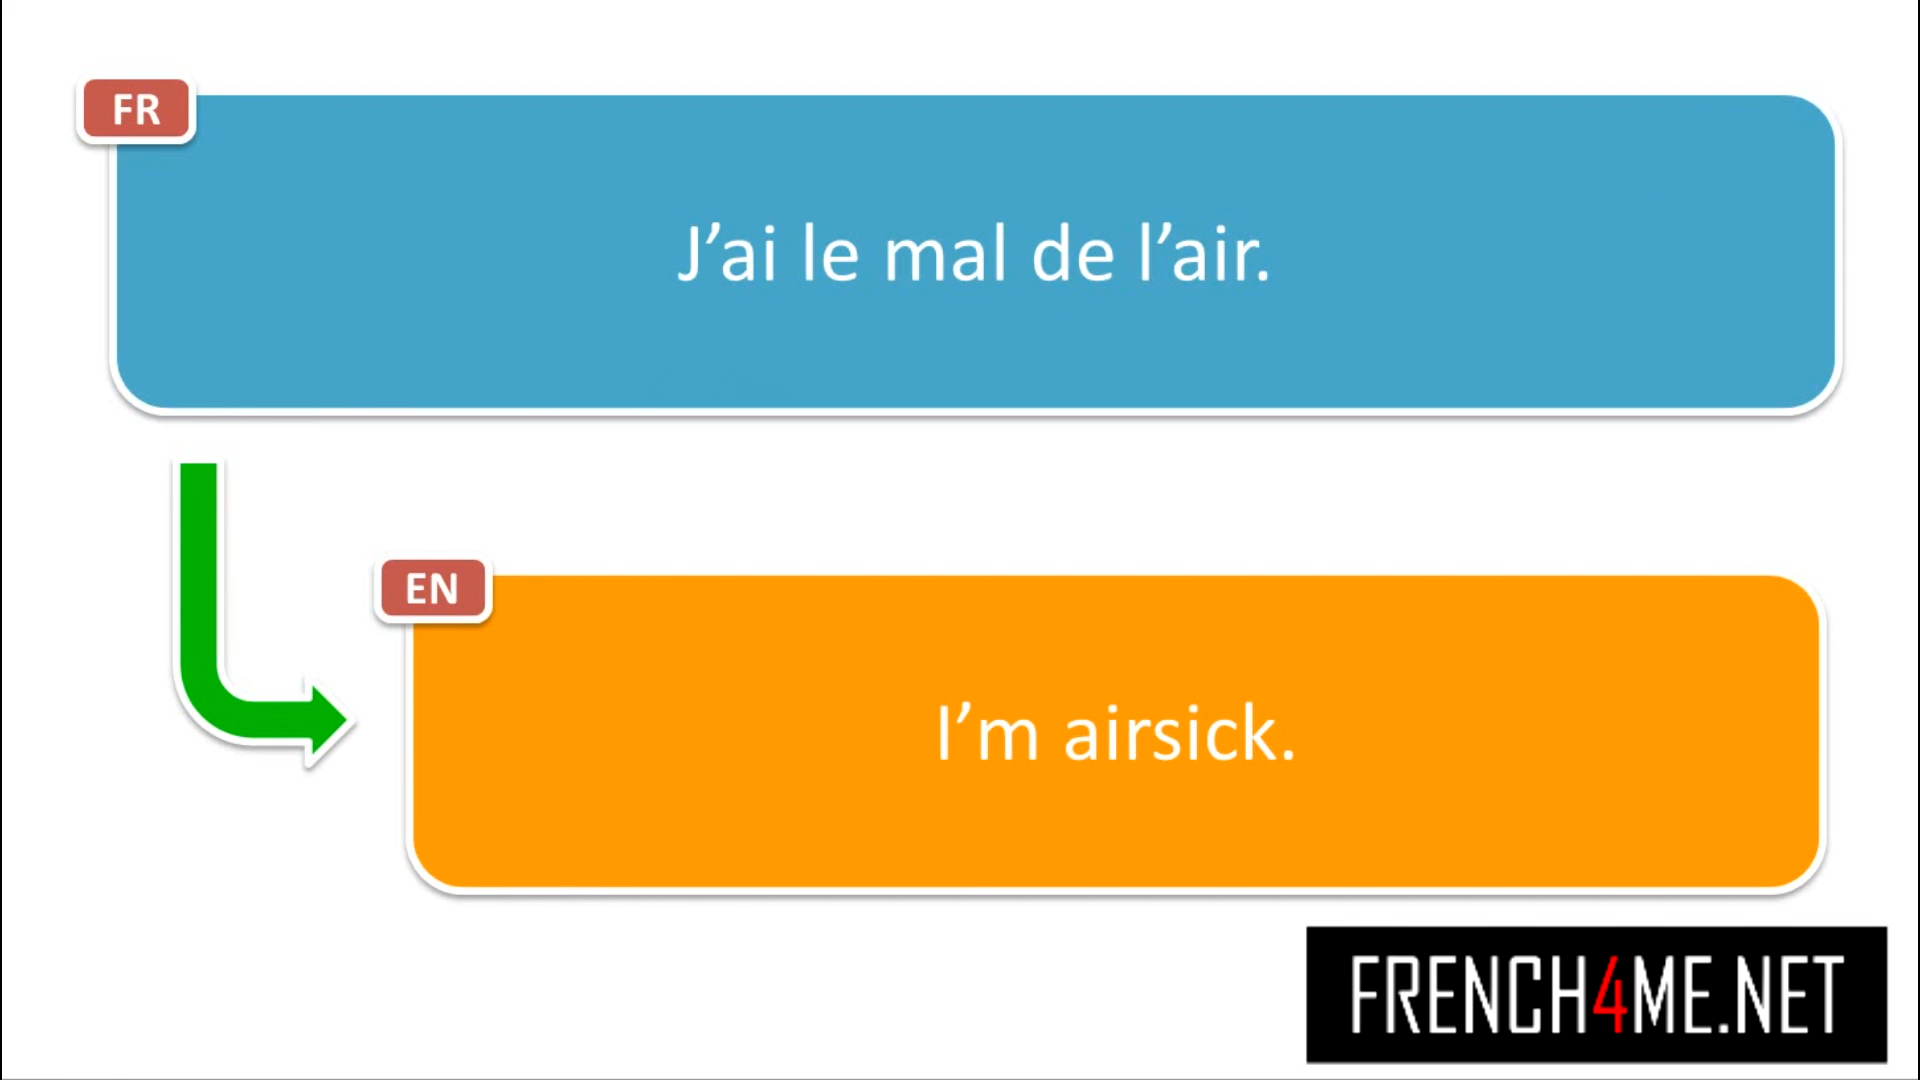 FR
J’ai le mal de l’air.
EN
I’m airsick.
FRENCH4ME.NET